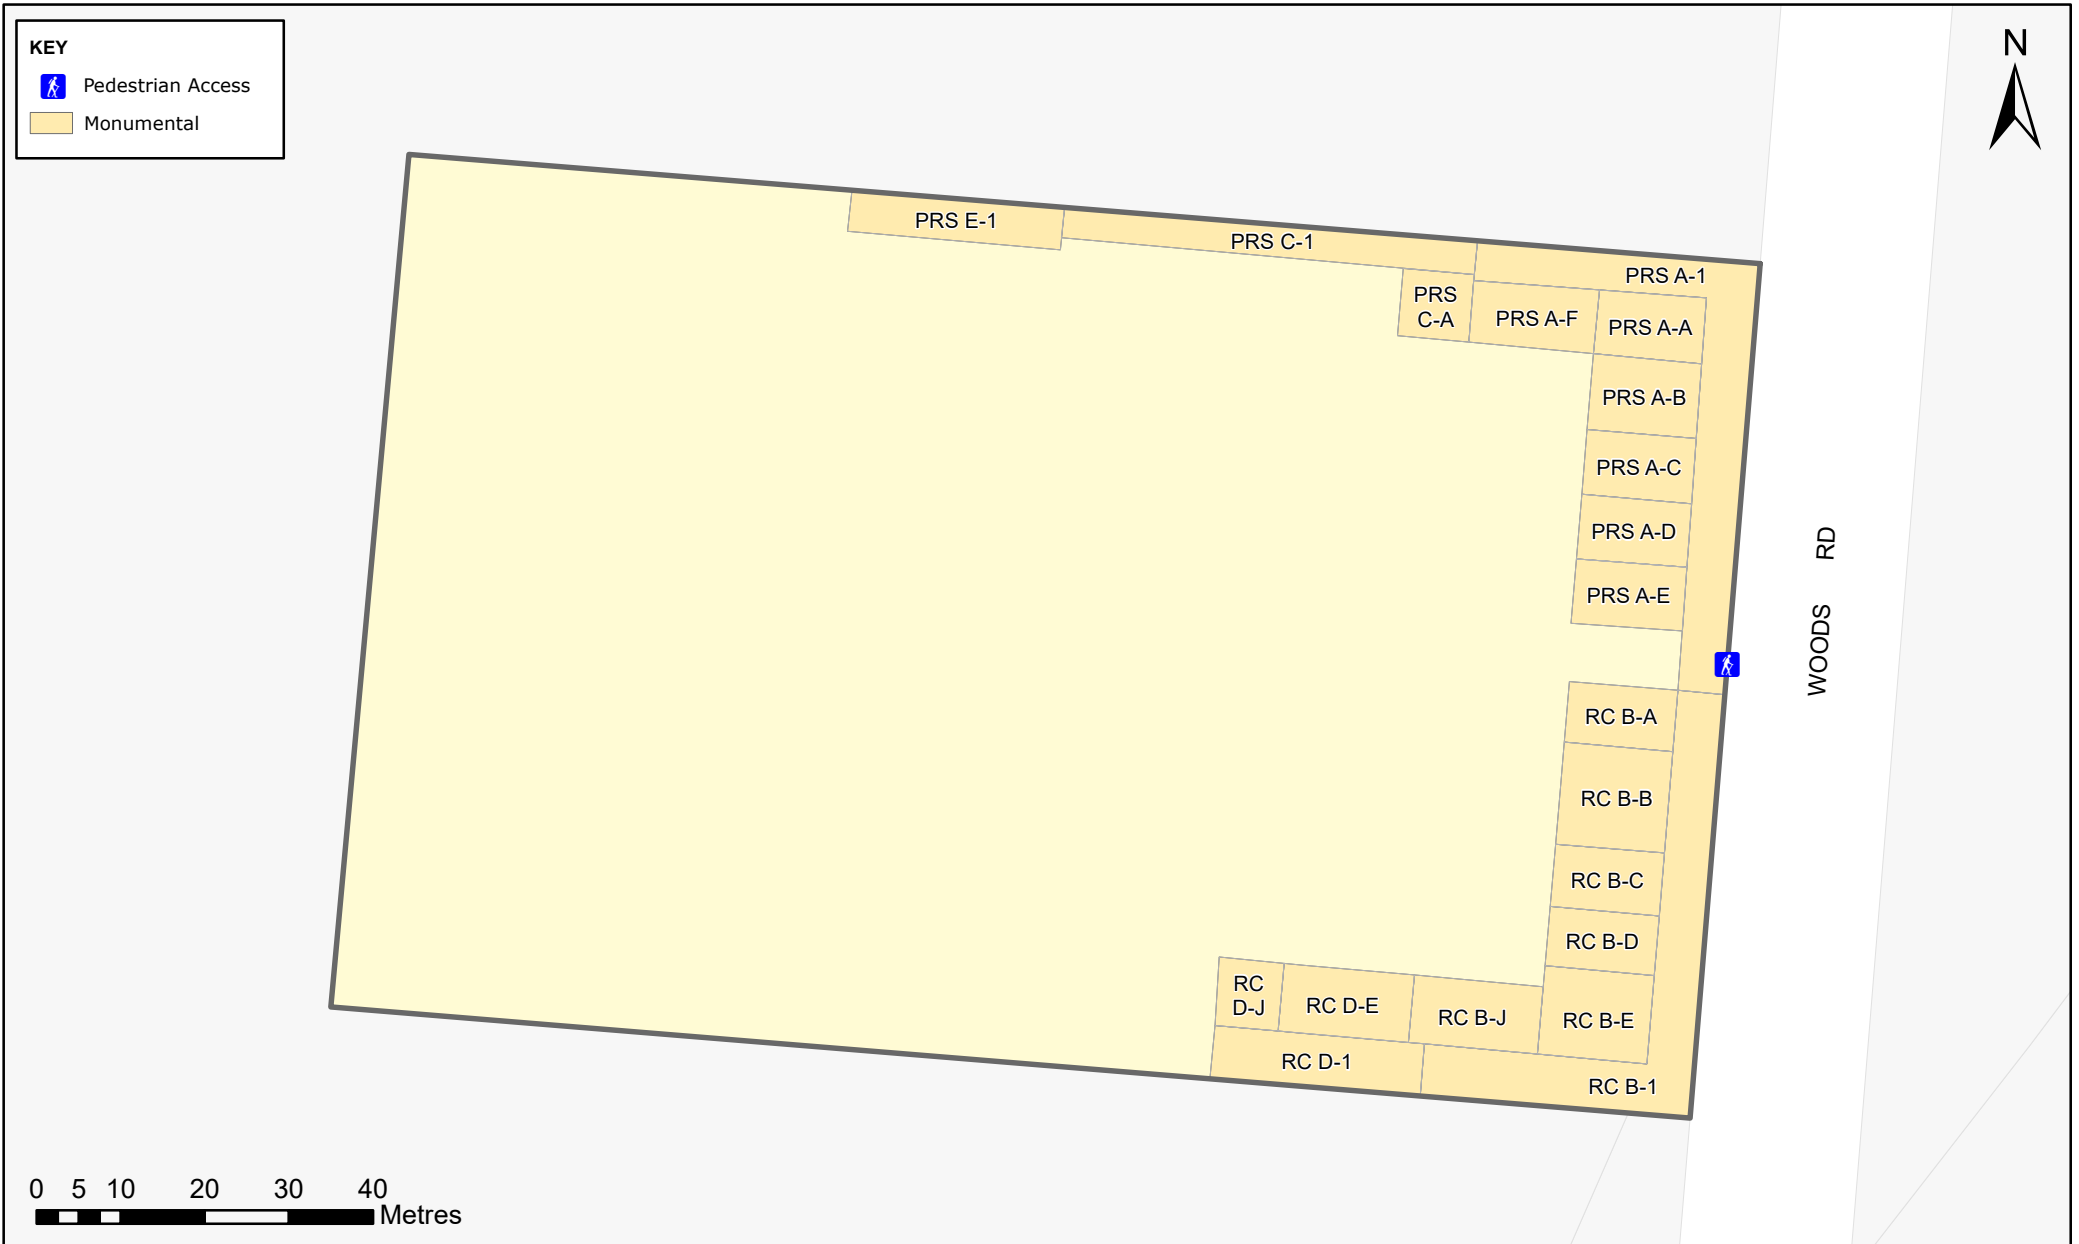 KEY
Pedestrian Access
Monumental
N
PRS E-1
PRS C-1
PRS A-1
PRS
C-A
PRS A-F
PRS A-A
PRS A-B
PRS A-C
PRS A-D
PRS A-E
WOODS RD
RC B-A
RC B-B
RC B-C
RC B-D
RC B-E
RC
D-J
RC D-E
RC B-J
RC D-1
RC B-1
0 5 10 20 30 40
Metres